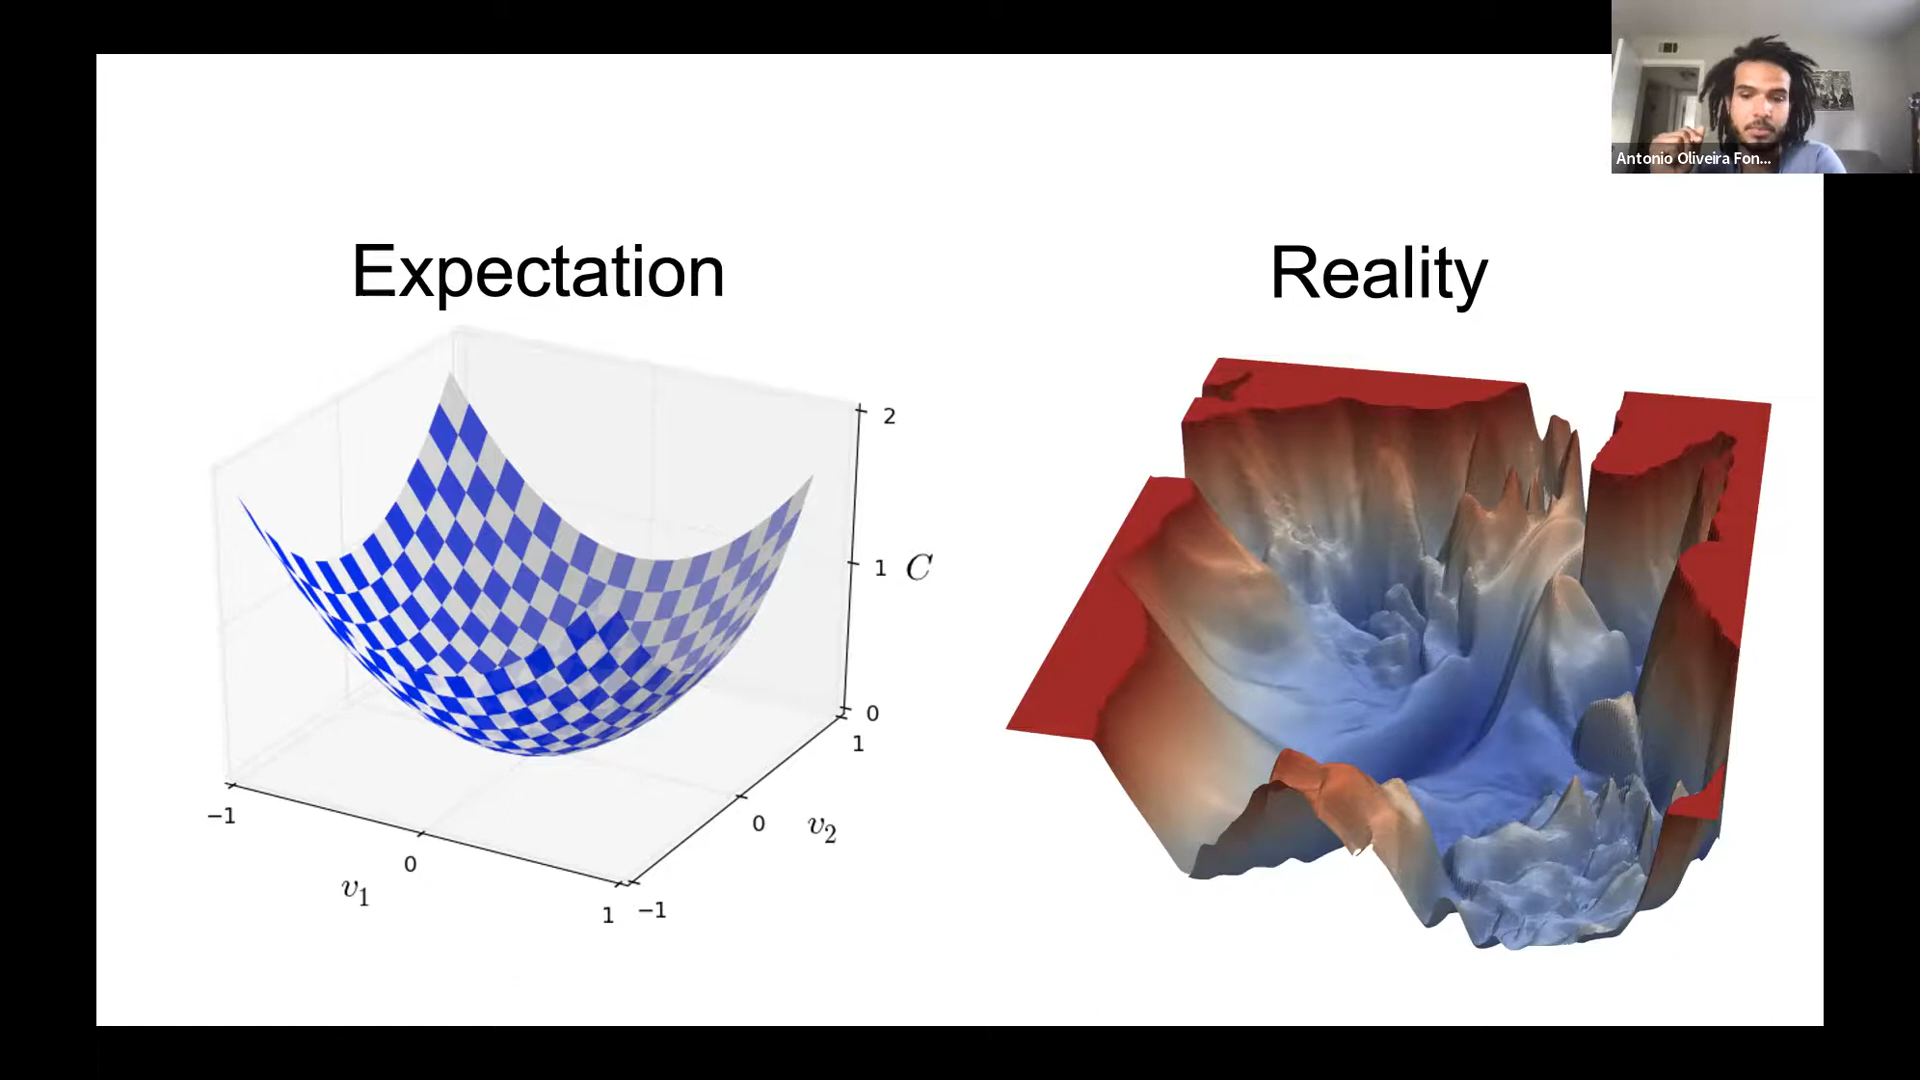 Antonio Oliveira Fon...
Expectation
Reality
2
1 C
0
1
0 v₂
-1
0
v₁
1 -1